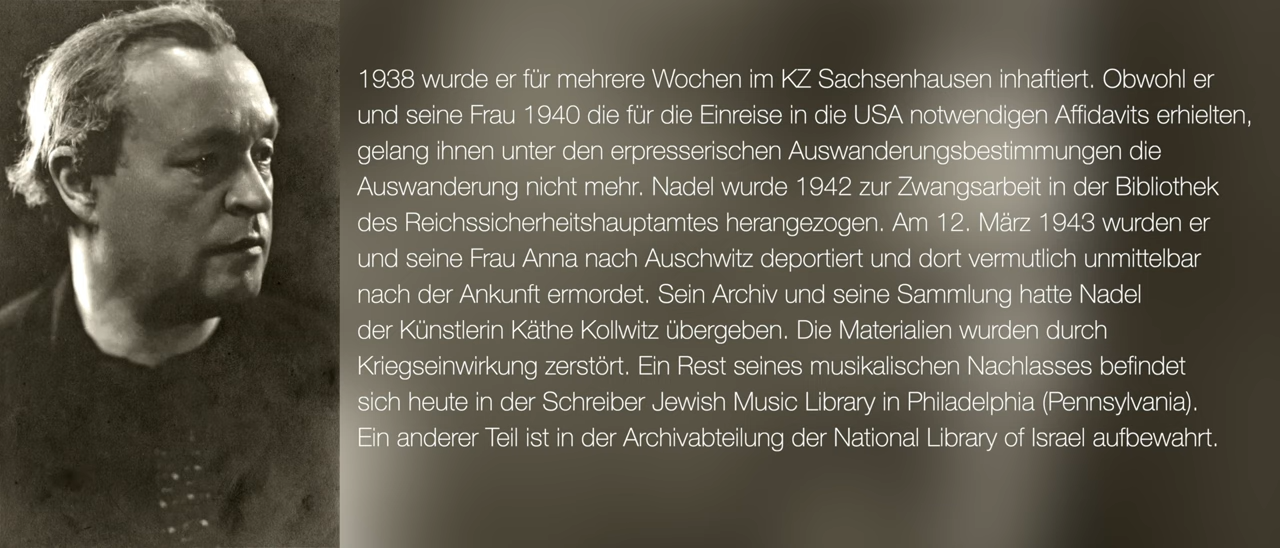 1938 wurde er für mehrere Wochen im KZ Sachsenhausen inhaftiert. Obwohl er
und seine Frau 1940 die für die Einreise in die USA notwendigen Affidavits erhielten,
gelang ihnen unter den erpresserischen Auswanderungsbestimmungen die
Auswanderung nicht mehr. Nadel wurde 1942 zur Zwangsarbeit in der Bibliothek
des Reichssicherheitshauptamtes herangezogen. Am 12. März 1943 wurden er
und seine Frau Anna nach Auschwitz deportiert und dort vermutlich unmittelbar
nach der Ankunft ermordet. Sein Archiv und seine Sammlung hatte Nadel
der Künstlerin Käthe Kollwitz übergeben. Die Materialien wurden durch
Kriegseinwirkung zerstört. Ein Rest seines musikalischen Nachlasses befindet
sich heute in der Schreiber Jewish Music Library in Philadelphia (Pennsylvania).
Ein anderer Teil ist in der Archivabteilung der National Library of Israel aufbewahrt.